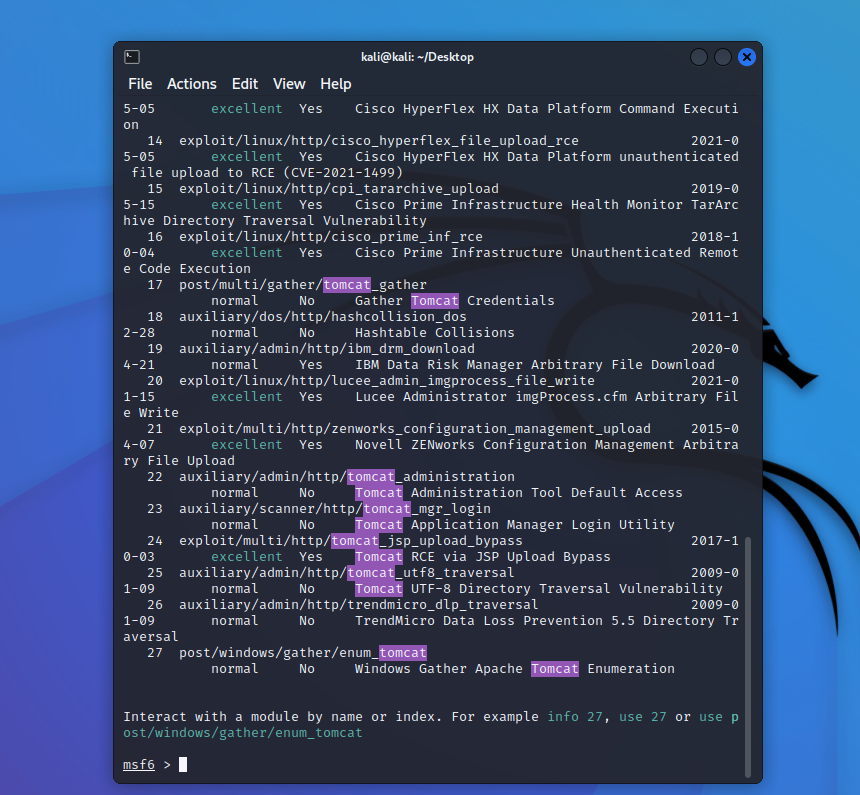 kali@kali: ~/Desktop
File Actions Edit View Help
5-05 excellent Yes Cisco HyperFlex HX Data Platform Command Executi
on
14 exploit/linux/http/cisco_hyperflex_file_upload_rce 2021-0
5-05 excellent Yes Cisco HyperFlex HX Data Platform unauthenticated
file upload to RCE (CVE-2021-1499)
15 exploit/linux/http/cpi_tararchive_upload 2019-0
5-15 excellent Yes Cisco Prime Infrastructure Health Monitor TarArc
hive Directory Traversal Vulnerability
16 exploit/linux/http/cisco_prime_inf_rce 2018-1
0-04 excellent Yes Cisco Prime Infrastructure Unauthenticated Remot
e Code Execution
17 post/multi/gather/tomcat_gather
normal No Gather Tomcat Credentials
18 auxiliary/dos/http/hashcollision_dos 2011-1
2-28 normal No Hashtable Collisions
19 auxiliary/admin/http/ibm_drm_download 2020-0
4-21 normal Yes IBM Data Risk Manager Arbitrary File Download
20 exploit/linux/http/lucee_admin_imgprocess_file_write 2021-0
1-15 excellent Yes Lucee Administrator imgProcess.cfm Arbitrary Fil
e Write
21 exploit/multi/http/zenworks_configuration_management_upload 2015-0
4-07 excellent Yes Novell ZENworks Configuration Management Arbitra
ry File Upload
22 auxiliary/admin/http/tomcat_administration
normal No Tomcat Administration Tool Default Access
23 auxiliary/scanner/http/tomcat_mgr_login
normal No Tomcat Application Manager Login Utility
24 exploit/multi/http/tomcat_jsp_upload_bypass 2017-1
0-03 excellent Yes Tomcat RCE via JSP Upload Bypass
25 auxiliary/admin/http/tomcat_utf8_traversal 2009-0
1-09 normal No Tomcat UTF-8 Directory Traversal Vulnerability
26 auxiliary/admin/http/trendmicro_dlp_traversal 2009-0
1-09 normal No TrendMicro Data Loss Prevention 5.5 Directory Tr
aversal
27 post/windows/gather/enum_tomcat
normal No Windows Gather Apache Tomcat Enumeration
Interact with a module by name or index. For example info 27, use 27 or use p
ost/windows/gather/enum_tomcat
msf6 >